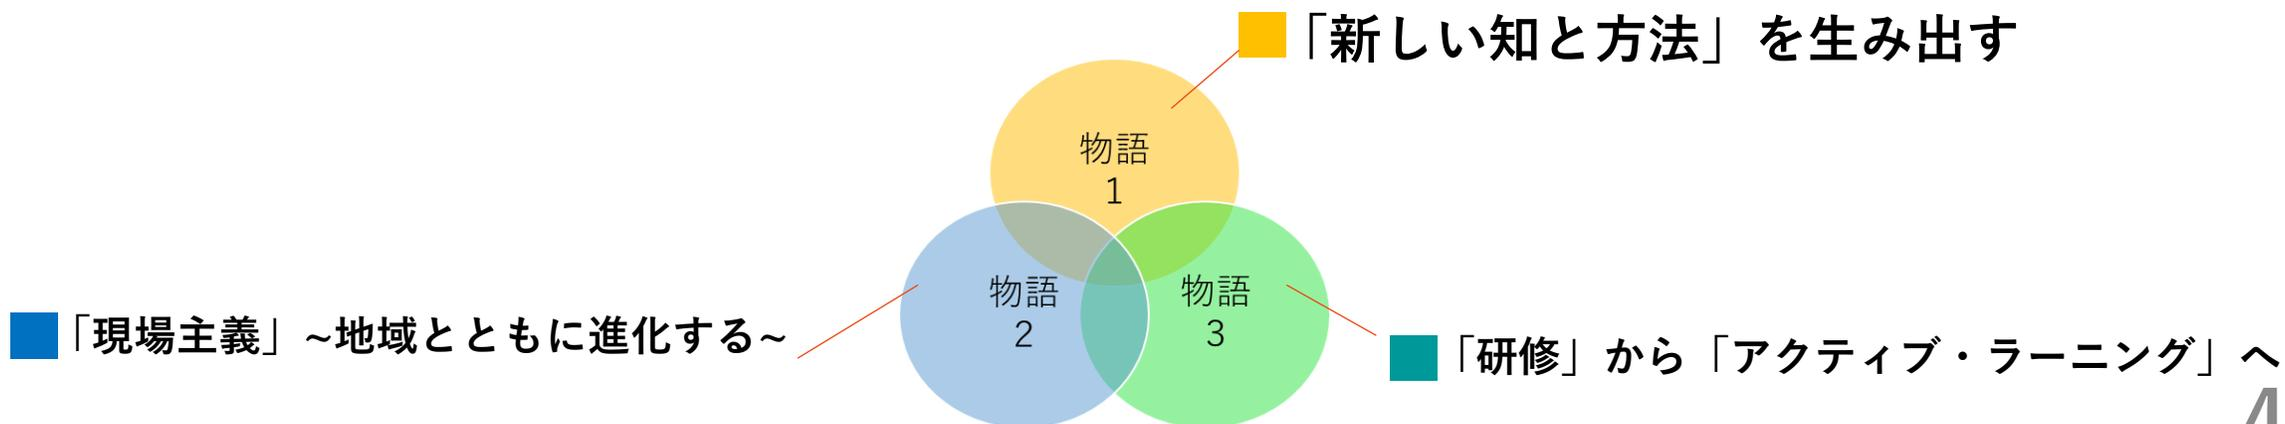 「新しい知と方法」を生み出す
物語
1
物語
2
物語
3
「現場主義」~地域とともに進化する~
「研修」から「アクティブ・ラーニング」へ
4